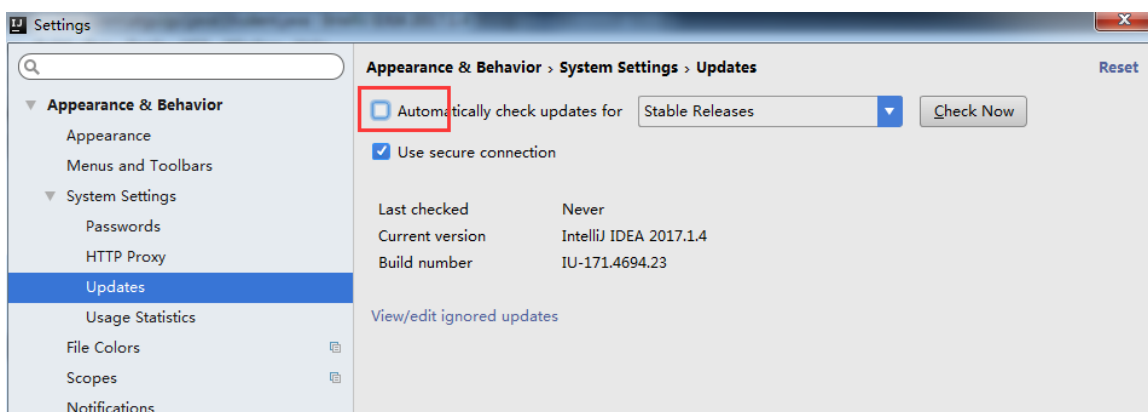 Settings
Appearance & Behavior › System Settings › Updates
Reset
Appearance & Behavior
Appearance
Menus and Toolbars
System Settings
Passwords
HTTP Proxy
Updates
Usage Statistics
File Colors
Scopes
Notifications
Automatically check updates for
Stable Releases
Check Now
Use secure connection
Last checked Never
Current version IntelliJ IDEA 2017.1.4
Build number IU-171.4694.23
View/edit ignored updates